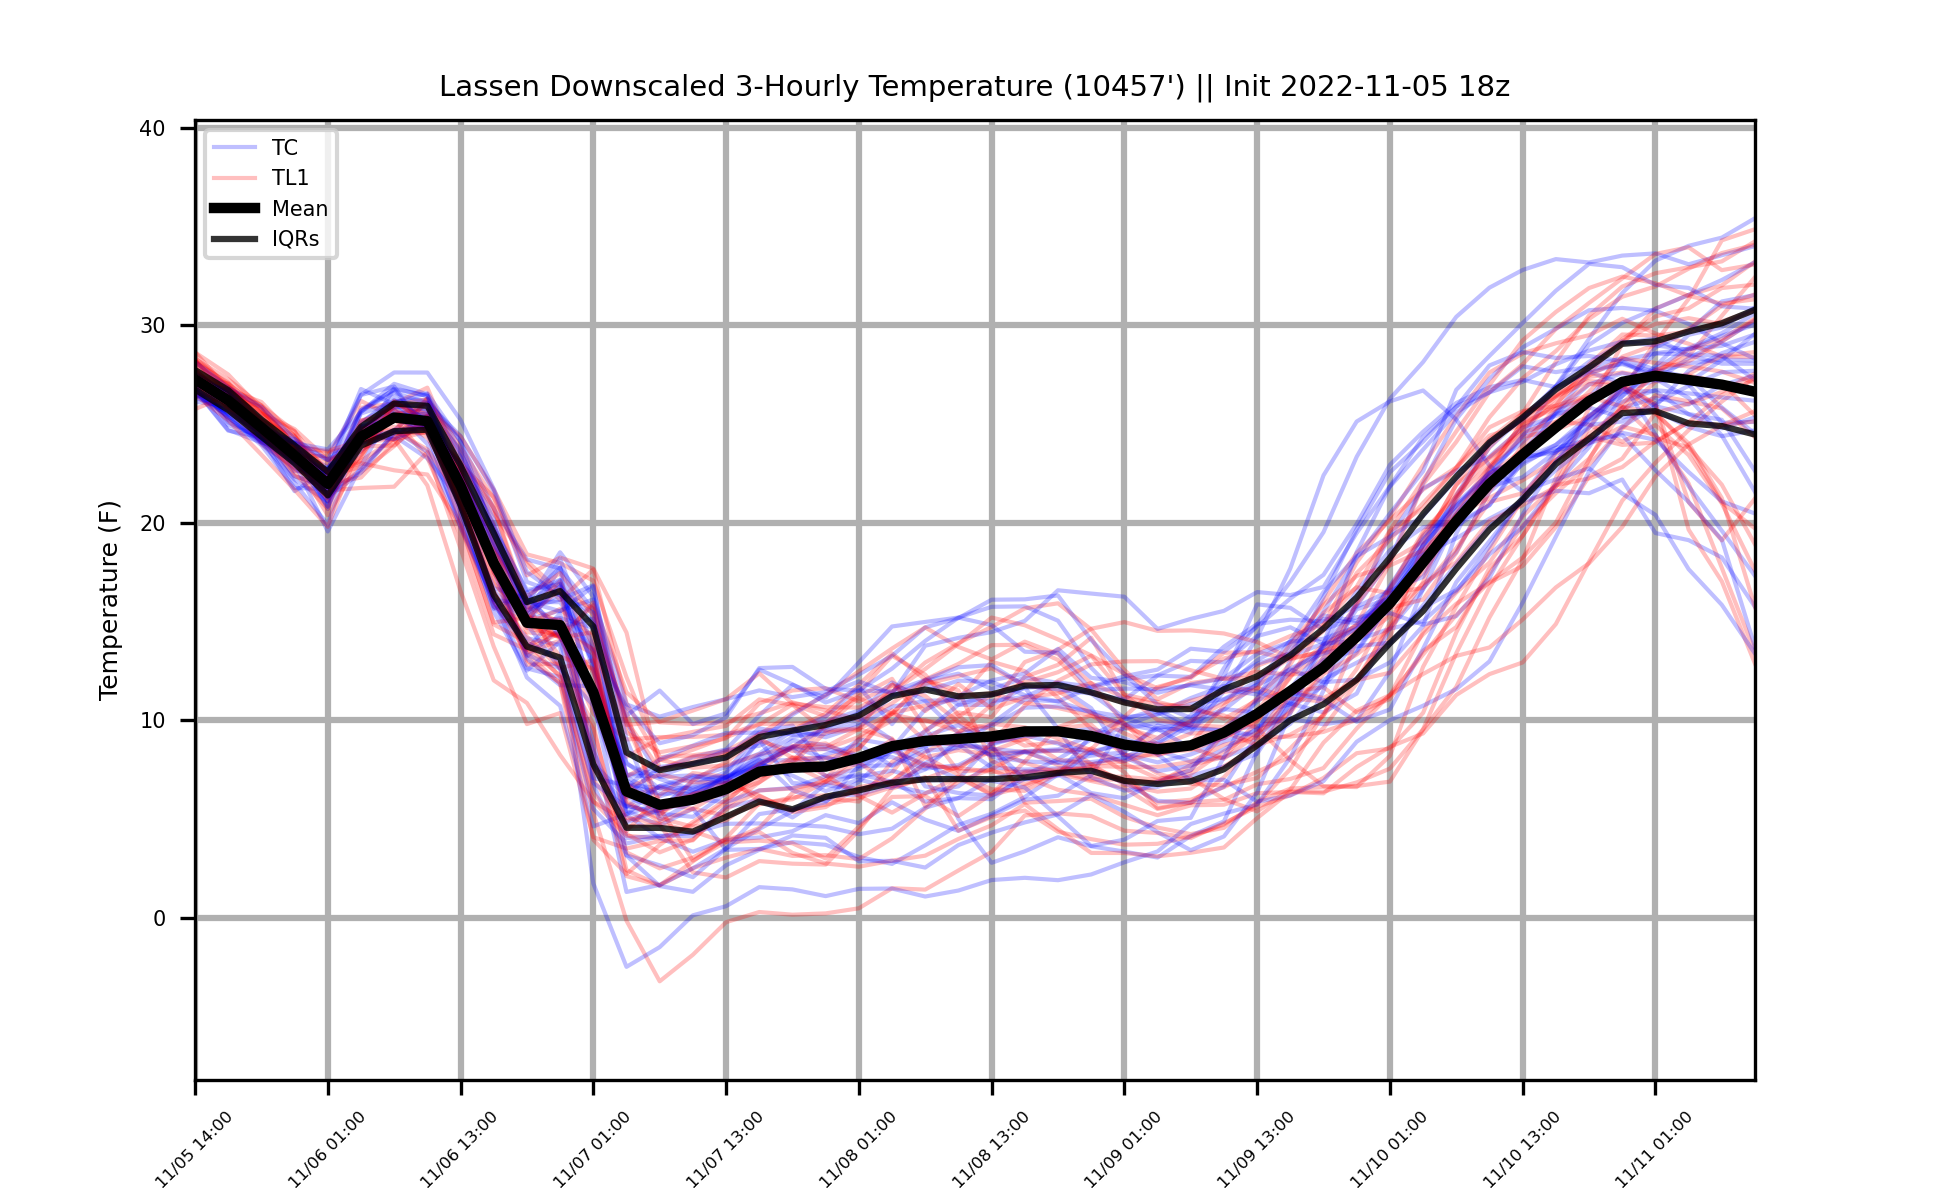 Lassen Downscaled 3-Hourly Temperature (10457') || Init 2022-11-05 18z
TC
TL1
Mean
IQRs
Temperature (F)
40
30
20
10
0
11/05 14:00
11/06 01:00
11/06 13:00
11/07 01:00
11/07 13:00
11/08 01:00
11/08 13:00
11/09 01:00
11/09 13:00
11/10 01:00
11/10 13:00
11/11 01:00